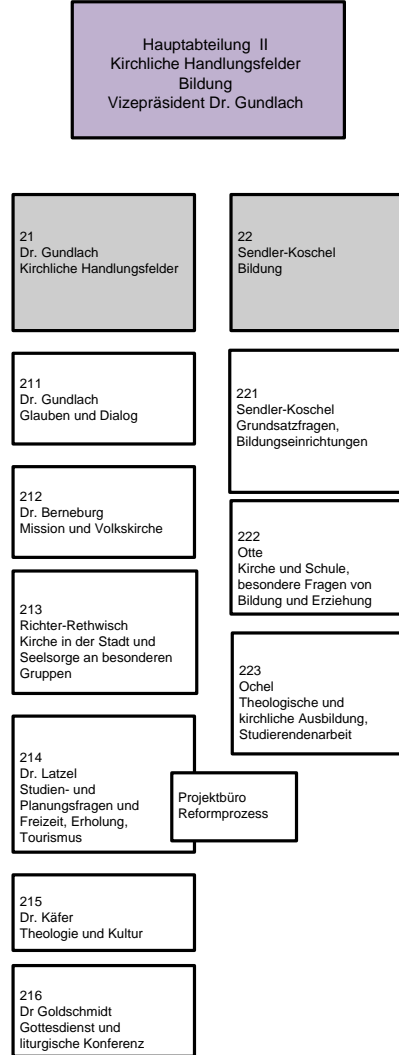 Hauptabteilung II
Kirchliche Handlungsfelder
Bildung
Vizepräsident Dr. Gundlach
21
Dr. Gundlach
Kirchliche Handlungsfelder
211
Dr. Gundlach
Glauben und Dialog
212
Dr. Berneburg
Mission und Volkskirche
213
Richter-Rethwisch
Kirche in der Stadt und
Seelsorge an besonderen
Gruppen
214
Dr. Latzel
Studien- und
Planungsfragen und
Freizeit, Erholung,
Tourismus
Projektbüro
Reformprozess
215
Dr. Käfer
Theologie und Kultur
216
Dr Goldschmidt
Gottesdienst und
liturgische Konferenz
22
Sendler-Koschel
Bildung
221
Sendler-Koschel
Grundsatzfragen,
Bildungseinrichtungen
222
Otte
Kirche und Schule,
besondere Fragen von
Bildung und Erziehung
223
Ochel
Theologische und
kirchliche Ausbildung,
Studierendenarbeit